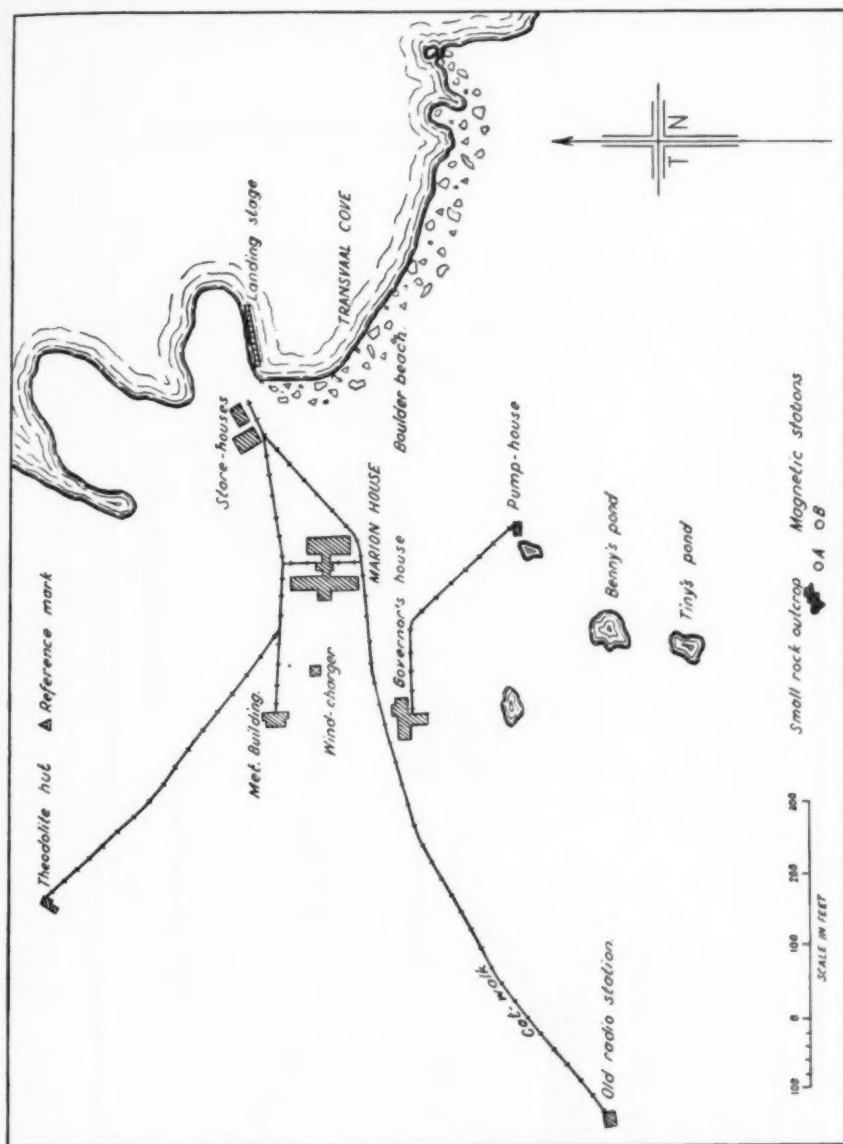 Theodolite hut
Reference mark
Store-houses
Landing stage
Met. Building.
Wind-charger
MARION HOUSE
TRANSVAAL COVE
Boulder beach.
Governor's house
Pump-house
Cat-walk
Old radio station.
Benny's pond
Tiny's pond
T N
Small rock outcrop
Magnetic stations
A
B
100 0 100 200 300
SCALE IN FEET